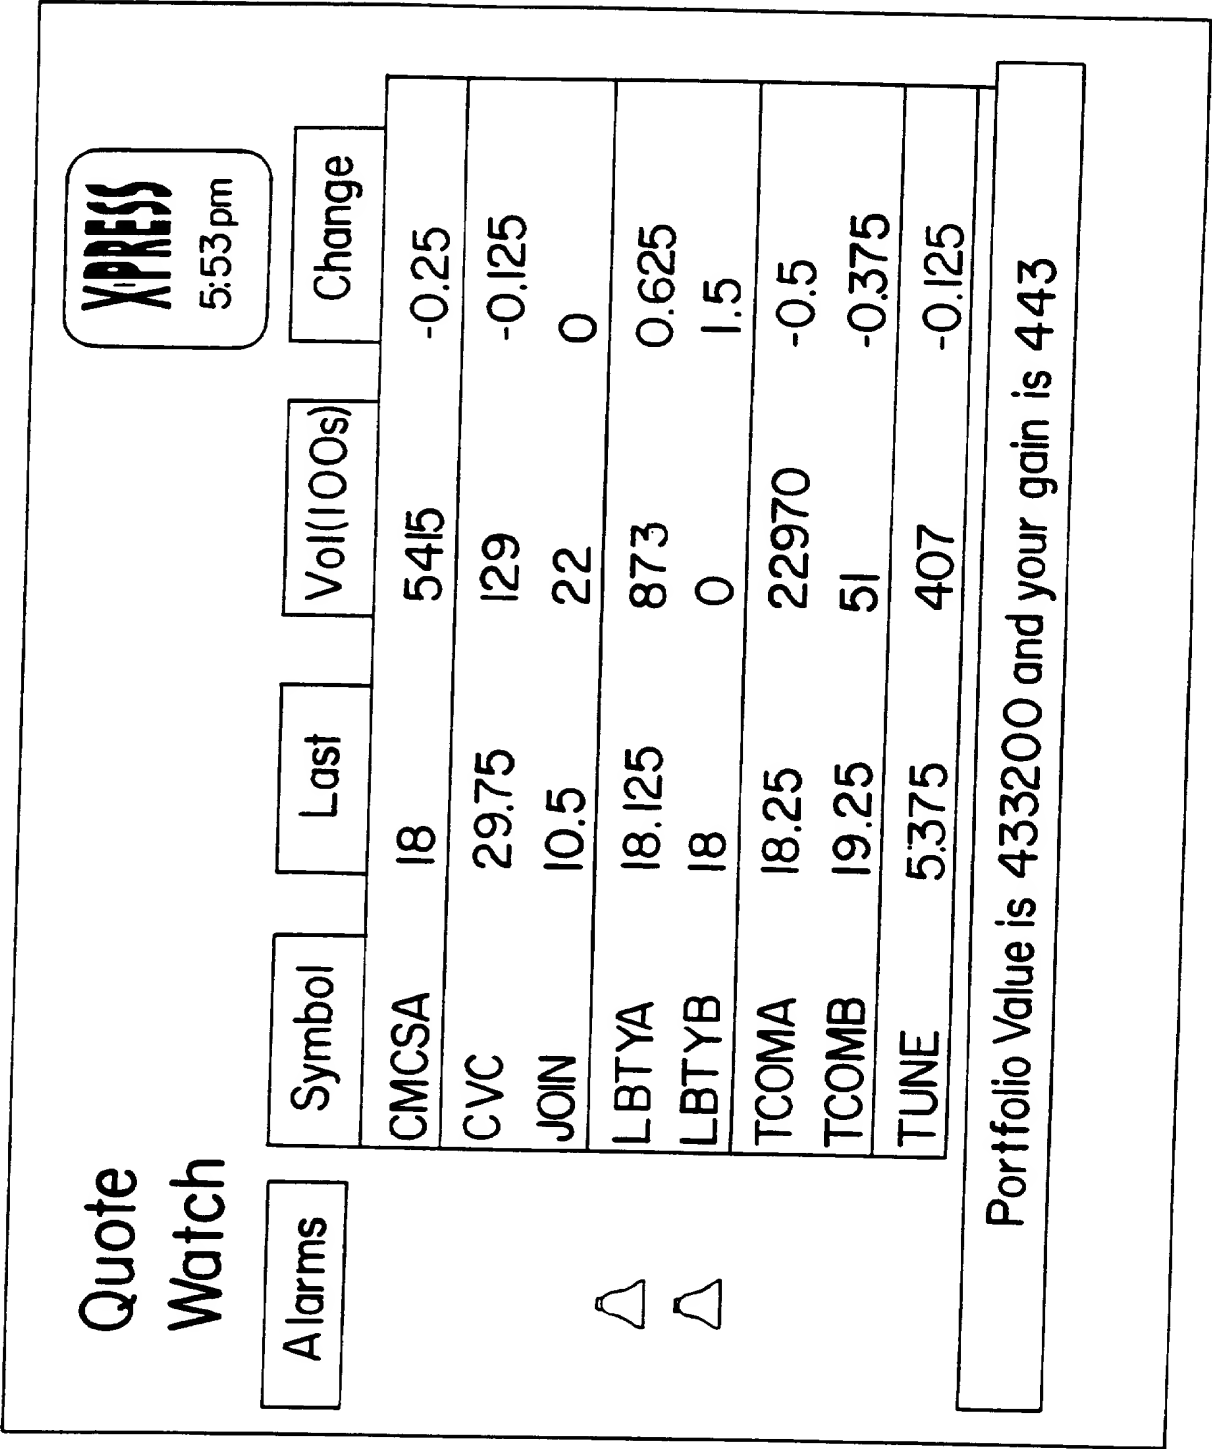 Quote
Watch
XPRESS
5:53pm
Alarms Symbol Last Vol(100s) Change
CMCSA 18 5415 -0.25
CVC 29.75 129 -0.125
JOIN 10.5 22 0
LBTYA 18.125 873 0.625
LBTYB 18 0 1.5
TCOMA 18.25 22970 -0.5
TCOMB 19.25 51 -0.375
TUNE 5.375 407 -0.125
Portfolio Value is 433200 and your gain is 443